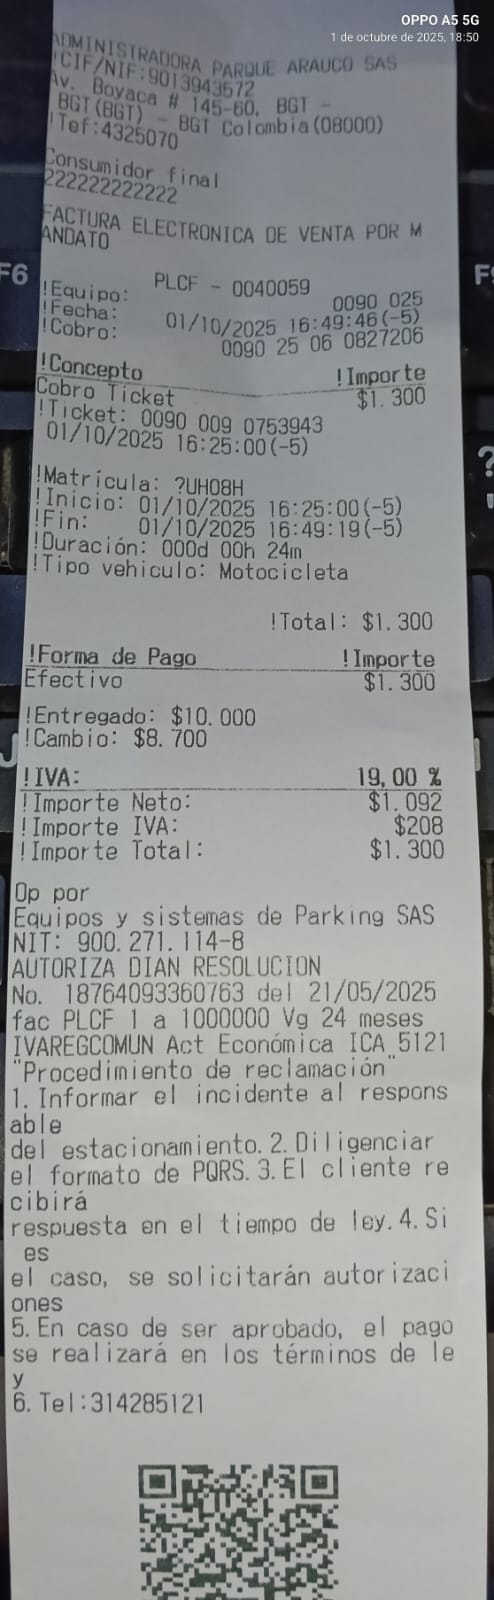 OPPO A5 5G
1 de octubre de 2025, 18:50
ADMINISTRADORA PARQUE ARAUCO SAS
!CIF/NIF:9013943572
Av. Boyaca # 145-60, BGT -
BGT(BGT) - BGT Colombia(08000)
!Tef:4325070
Consumidor final
222222222222
FACTURA ELECTRONICA DE VENTA POR M
ANDATO
PLCF - 0040059
!Equipo: 0090 025
!Fecha: 01/10/2025 16:49:46(-5)
!Cobro: 0090 25 06 0827206
!Concepto !Importe
Cobro Ticket $1.300
!Ticket: 0090 009 0753943
01/10/2025 16:25:00(-5)
!Matrícula: ?UH08H
!Inicio: 01/10/2025 16:25:00(-5)
!Fin: 01/10/2025 16:49:19(-5)
!Duración: 000d 00h 24m
!Tipo vehiculo: Motocicleta
!Total: $1.300
!Forma de Pago !Importe
Efectivo $1.300
!Entregado: $10.000
!Cambio: $8.700
!IVA: 19,00 %
!Importe Neto: $1.092
!Importe IVA: $208
!Importe Total: $1.300
Op por
Equipos y sistemas de Parking SAS
NIT: 900.271.114-8
AUTORIZA DIAN RESOLUCION
No. 18764093360763 del 21/05/2025
fac PLCF 1 a 1000000 Vg 24 meses
IVAREGCOMUN Act Económica ICA 5121
"Procedimiento de reclamación"
1. Informar el incidente al respons
able
del estacionamiento.2.Diligenciar
el formato de PQRS.3.El cliente re
cibirá
respuesta en el tiempo de ley.4.Si
es
el caso, se solicitarán autorizaci
ones
5.En caso de ser aprobado, el pago
se realizará en los términos de le
y
6.Tel:314285121
F6